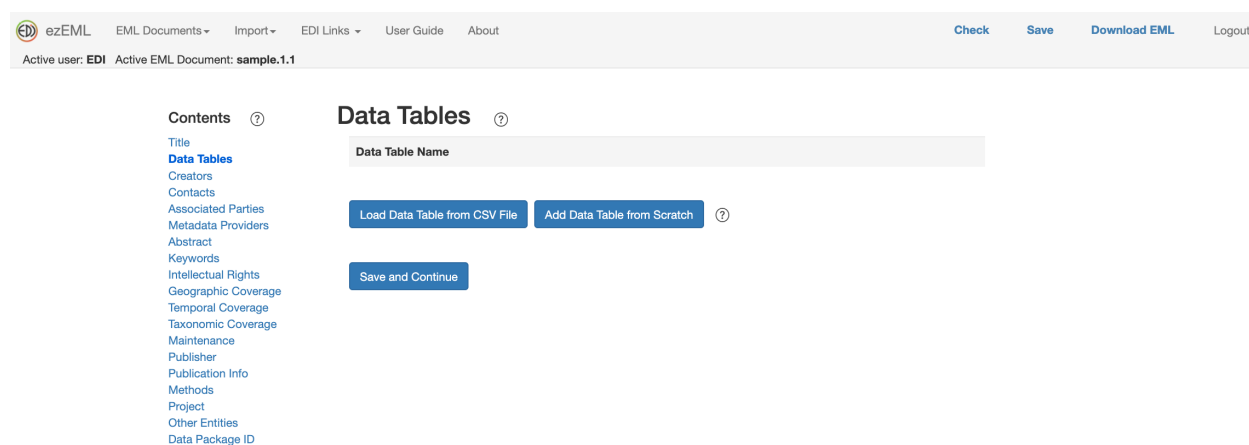 EDI ezEML EML Documents Import EDI Links User Guide About Check Save Download EML Logout
Active user: EDI Active EML Document: sample.1.1
Contents ?
Title
Data Tables
Creators
Contacts
Associated Parties
Metadata Providers
Abstract
Keywords
Intellectual Rights
Geographic Coverage
Temporal Coverage
Taxonomic Coverage
Maintenance
Publisher
Publication Info
Methods
Project
Other Entities
Data Package ID
Data Tables ?
Data Table Name
Load Data Table from CSV File Add Data Table from Scratch ?
Save and Continue